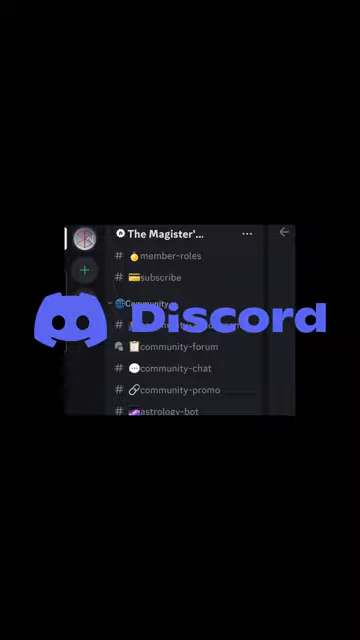 The Magister'...
# 🏅member-roles
# 💳subscribe
🌐Community
Discord
📋community-forum
# 💬community-chat
# 🔗community-promo
# astrology-bot